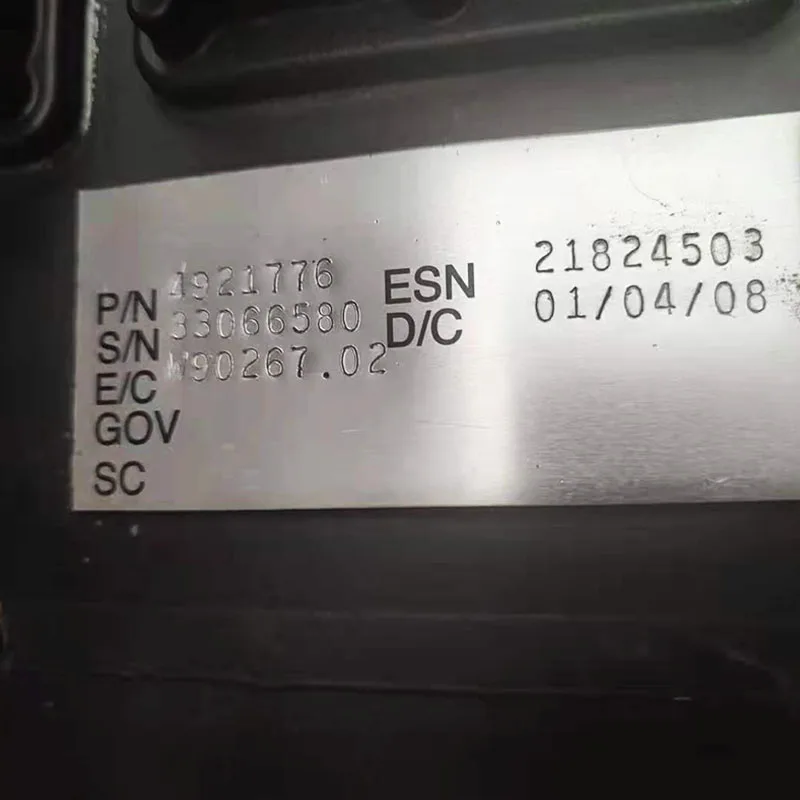 P/N 4921776
S/N 33066580
E/C W90267.02
GOV
SC
ESN 21824503
D/C 01/04/08